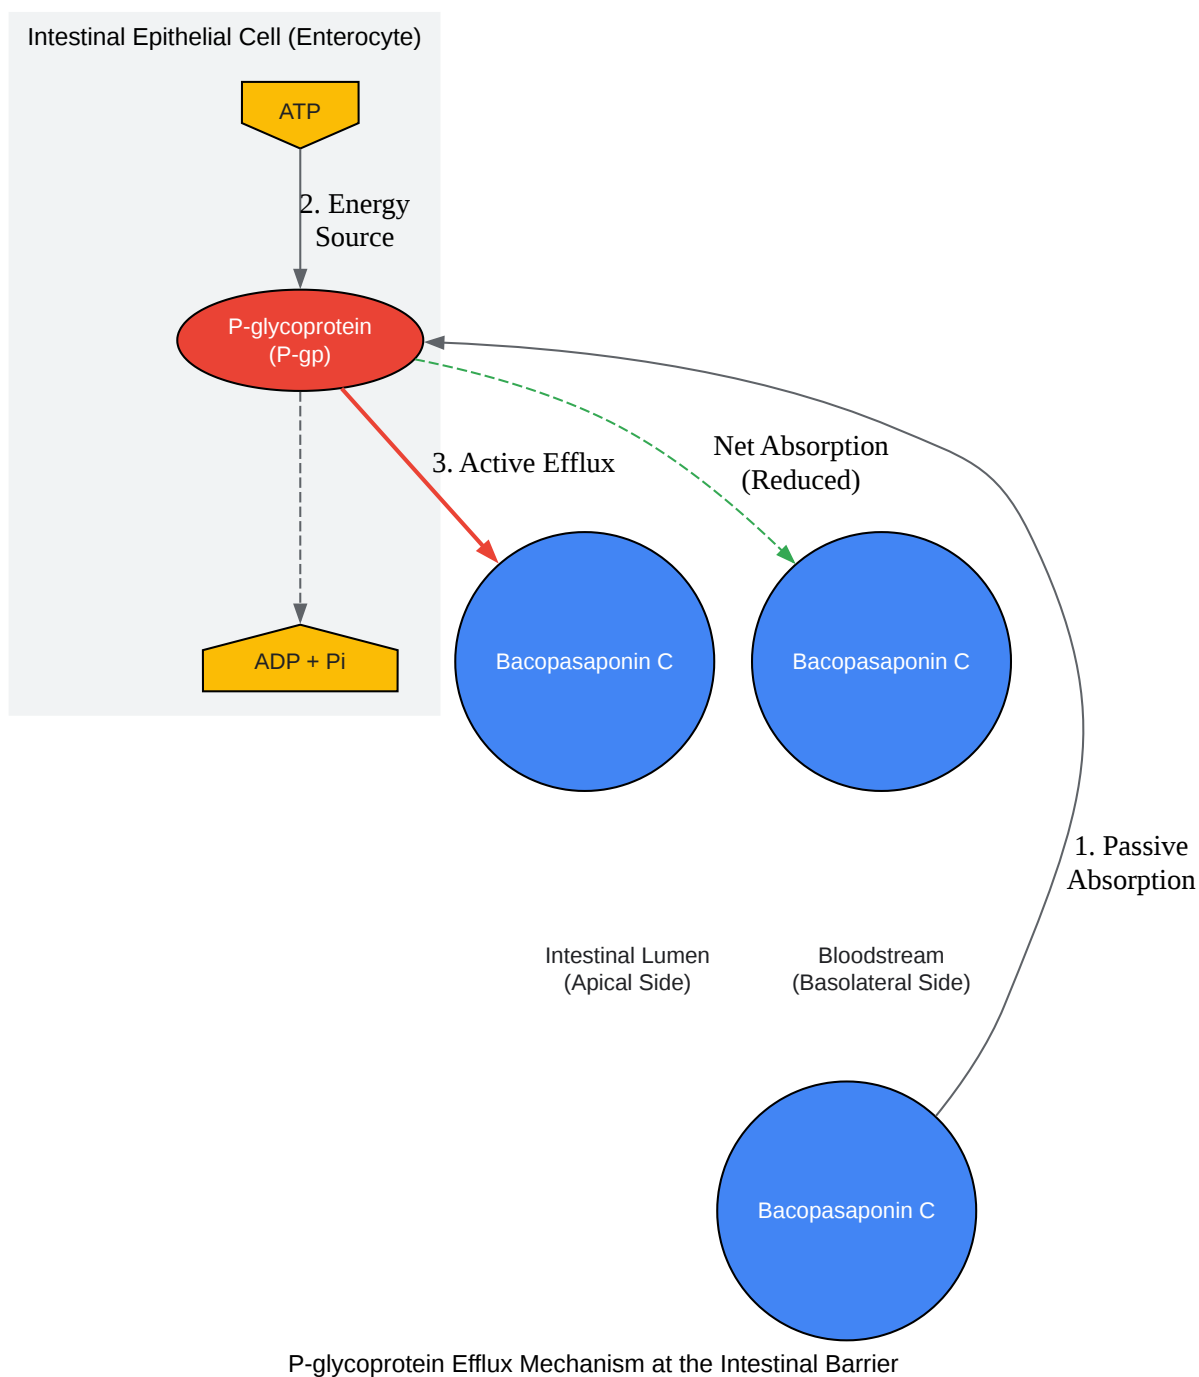 Intestinal Epithelial Cell (Enterocyte)
ATP
2. Energy
Source
P-glycoprotein
(P-gp)
3. Active Efflux
Net Absorption
(Reduced)
ADP + Pi
Bacopasaponin C
Bacopasaponin C
1. Passive
Absorption
Intestinal Lumen
(Apical Side)
Bloodstream
(Basolateral Side)
Bacopasaponin C
P-glycoprotein Efflux Mechanism at the Intestinal Barrier